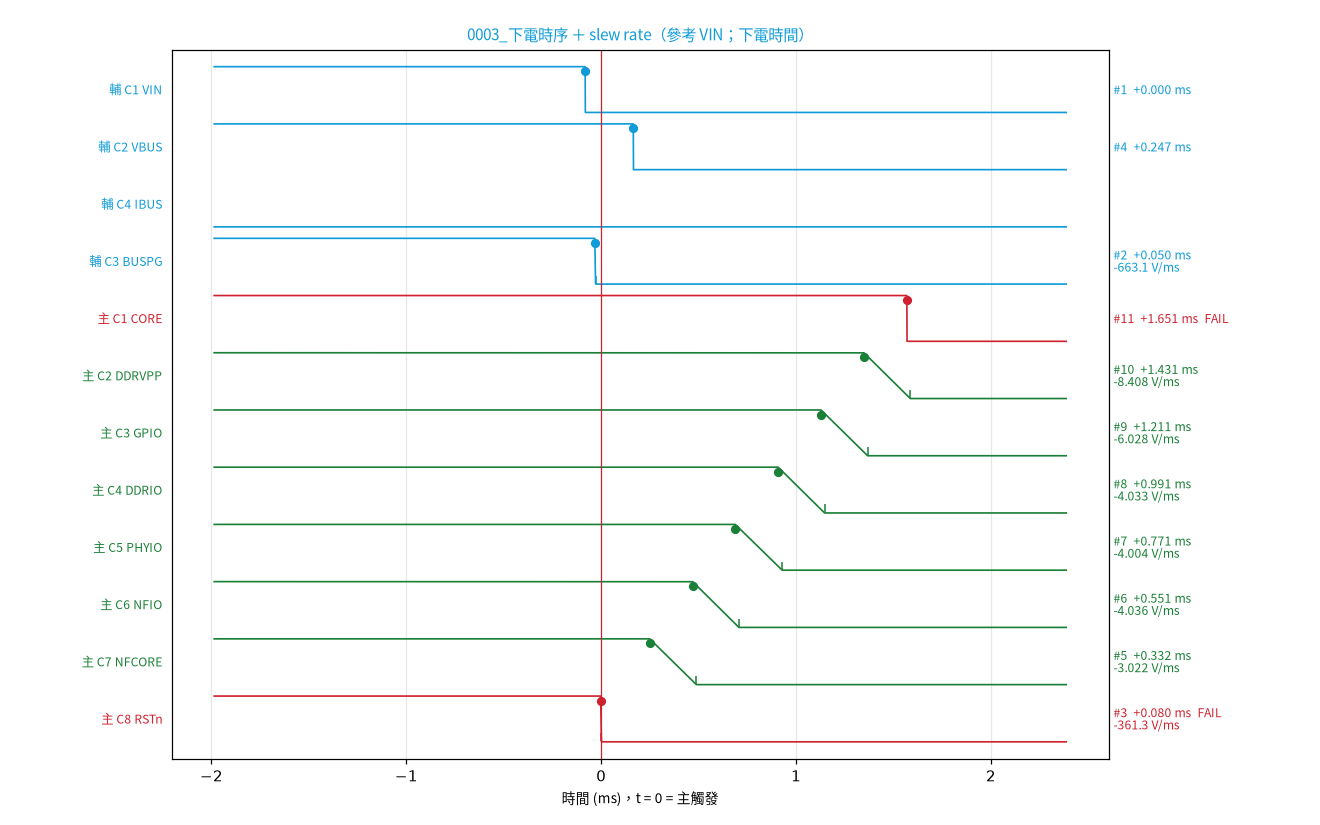 0003_下電時序 ＋ slew rate（參考 VIN；下電時間）
輔 C1 VIN
#1 +0.000 ms
輔 C2 VBUS
#4 +0.247 ms
輔 C4 IBUS
輔 C3 BUSPG
#2 +0.050 ms
-663.1 V/ms
主 C1 CORE
#11 +1.651 ms FAIL
主 C2 DDRVPP
#10 +1.431 ms
-8.408 V/ms
主 C3 GPIO
#9 +1.211 ms
-6.028 V/ms
主 C4 DDRIO
#8 +0.991 ms
-4.033 V/ms
主 C5 PHYIO
#7 +0.771 ms
-4.004 V/ms
主 C6 NFIO
#6 +0.551 ms
-4.036 V/ms
主 C7 NFCORE
#5 +0.332 ms
-3.022 V/ms
主 C8 RSTn
#3 +0.080 ms FAIL
-361.3 V/ms
−2 −1 0 1 2
時間 (ms)，t = 0 = 主觸發